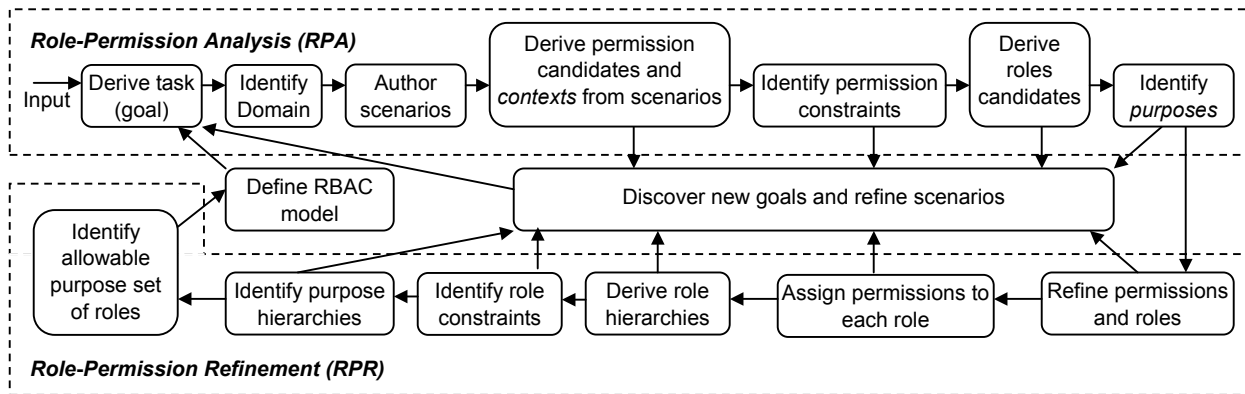 Role-Permission Analysis (RPA)
Input
Derive task
(goal)
Identify
Domain
Author
scenarios
Derive permission
candidates and
contexts from scenarios
Identify permission
constraints
Derive
roles
candidates
Identify
purposes
Define RBAC
model
Discover new goals and refine scenarios
Identify
allowable
purpose set
of roles
Identify purpose
hierarchies
Identify role
constraints
Derive role
hierarchies
Assign permissions to
each role
Refine permissions
and roles
Role-Permission Refinement (RPR)